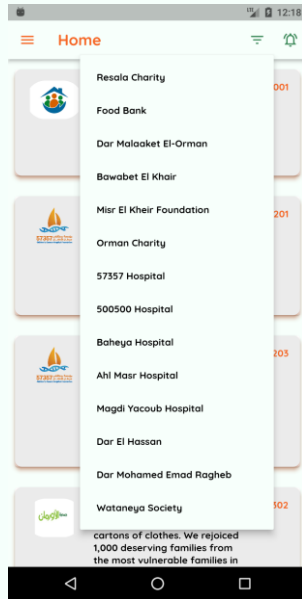 12:18
Home
Resala Charity
001
Food Bank
Dar Malaaket El-Orman
Bawabet El Khair
Misr El Kheir Foundation
201
Orman Charity
57357 Hospital
500500 Hospital
Baheya Hospital
203
Ahl Masr Hospital
Magdi Yacoub Hospital
Dar El Hassan
Dar Mohamed Emad Ragheb
Wataneya Society
302
cartons of clothes. We rejoiced
1,000 deserving families from
the most vulnerable families in